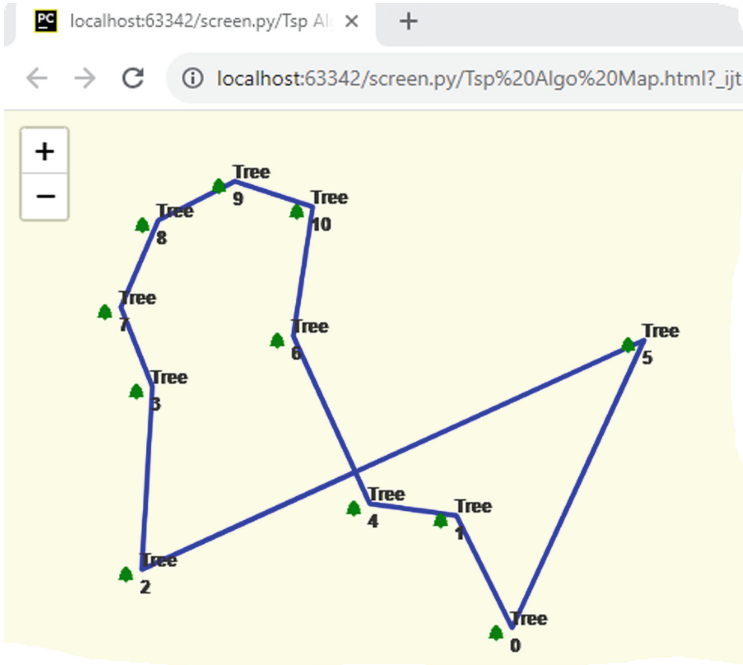 PC
localhost:63342/screen.py/Tsp Al
localhost:63342/screen.py/Tsp%20Algo%20Map.html?_ijt
+
−
Tree
9
Tree
10
Tree
8
Tree
7
Tree
6
Tree
5
Tree
3
Tree
4
Tree
1
Tree
2
Tree
0